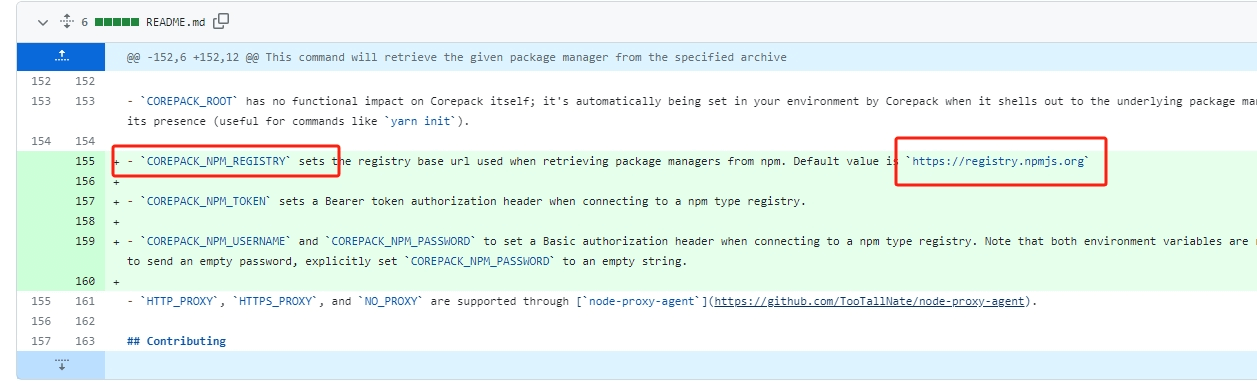 6 README.md
@@ -152,6 +152,12 @@ This command will retrieve the given package manager from the specified archive
152 152
153 153 - `COREPACK_ROOT` has no functional impact on Corepack itself; it's automatically being set in your environment by Corepack when it shells out to the underlying package
its presence (useful for commands like `yarn init`).
154 154
155 + - `COREPACK_NPM_REGISTRY` sets the registry base url used when retrieving package managers from npm. Default value is `https://registry.npmjs.org`
156 +
157 + - `COREPACK_NPM_TOKEN` sets a Bearer token authorization header when connecting to a npm type registry.
158 +
159 + - `COREPACK_NPM_USERNAME` and `COREPACK_NPM_PASSWORD` to set a Basic authorization header when connecting to a npm type registry. Note that both environment variables are
to send an empty password, explicitly set `COREPACK_NPM_PASSWORD` to an empty string.
160 +
155 161 - `HTTP_PROXY`, `HTTPS_PROXY`, and `NO_PROXY` are supported through [`node-proxy-agent`](https://github.com/TooTallNate/node-proxy-agent).
156 162
157 163 ## Contributing